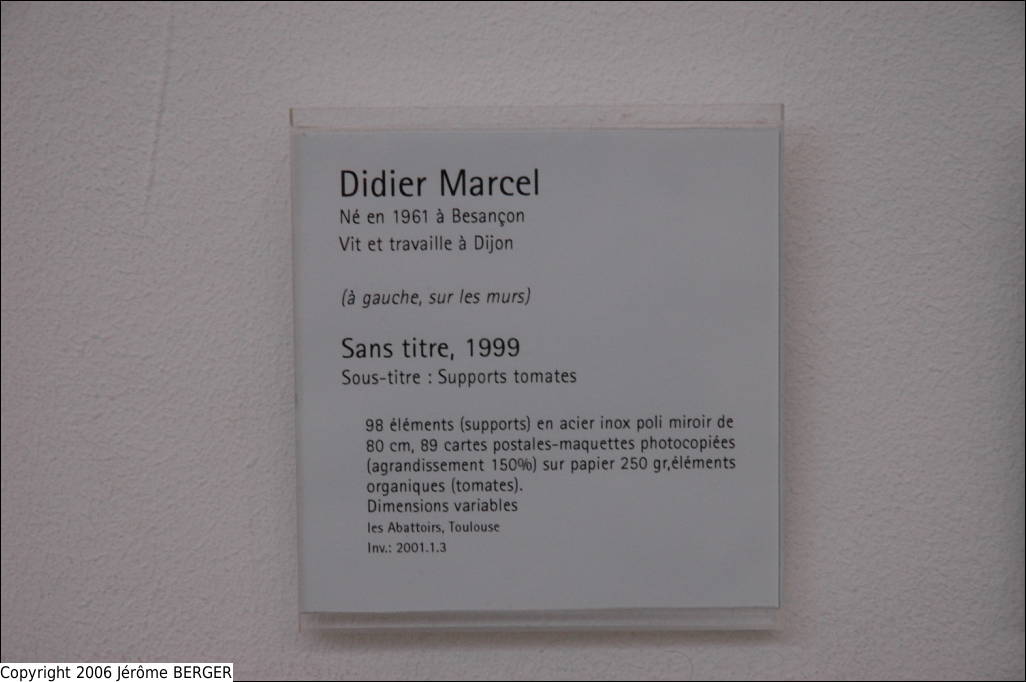 Didier Marcel
Né en 1961 à Besançon
Vit et travaille à Dijon
(à gauche, sur les murs)
Sans titre, 1999
Sous-titre : Supports tomates
98 éléments (supports) en acier inox poli miroir de
80 cm, 89 cartes postales-maquettes photocopiées
(agrandissement 150%) sur papier 250 gr,éléments
organiques (tomates).
Dimensions variables
les Abattoirs, Toulouse
Inv.: 2001.1.3
Copyright 2006 Jérôme BERGER